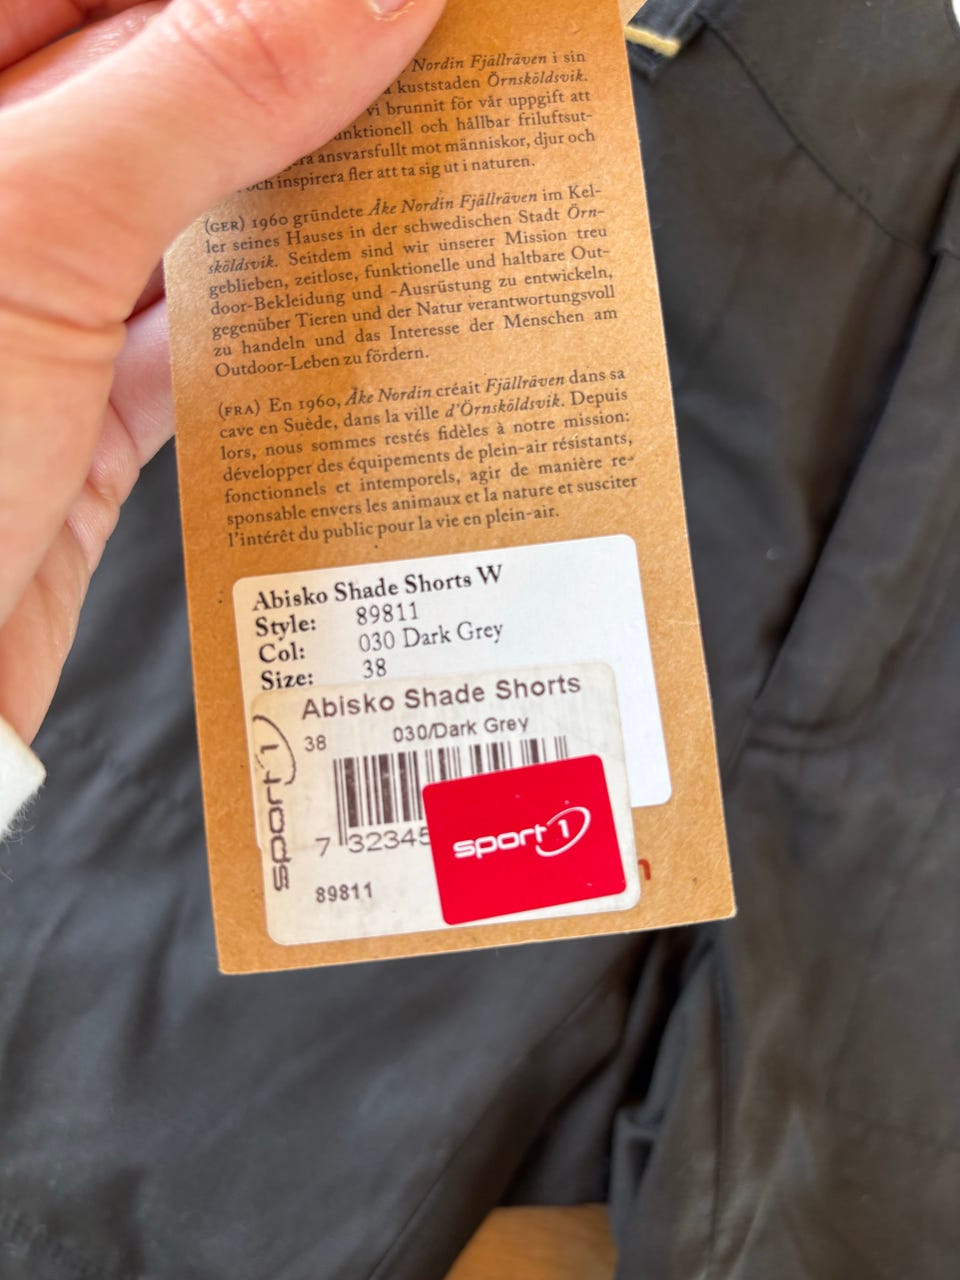 Nordin Fjällräven i sin
kuststaden Örnsköldsvik.
vi brunnit för vår uppgift att
unktionell och hållbar friluftsut-
era ansvarsfullt mot människor, djur och
och inspirera fler att ta sig ut i naturen.
(GER) 1960 gründete Åke Nordin Fjällräven im Kel-
ler seines Hauses in der schwedischen Stadt Örn-
sköldsvik. Seitdem sind wir unserer Mission treu
geblieben, zeitlose, funktionelle und haltbare Out-
door-Bekleidung und -Ausrüstung zu entwickeln,
gegenüber Tieren und der Natur verantwortungsvoll
zu handeln und das Interesse der Menschen am
Outdoor-Leben zu fördern.
(FRA) En 1960, Åke Nordin créait Fjällräven dans sa
cave en Suède, dans la ville d'Örnsköldsvik. Depuis
lors, nous sommes restés fidèles à notre mission:
développer des équipements de plein-air résistants,
fonctionnels et intemporels, agir de manière re-
sponsable envers les animaux et la nature et susciter
l'intérêt du public pour la vie en plein-air.
Abisko Shade Shorts W
Style: 89811
Col: 030 Dark Grey
Size: 38
Abisko Shade Shorts
38 030/Dark Grey
sport 1
7 32345
sport 1
89811
n